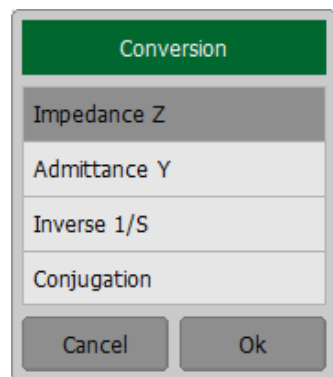 Conversion
Impedance Z
Admittance Y
Inverse 1/S
Conjugation
Cancel Ok